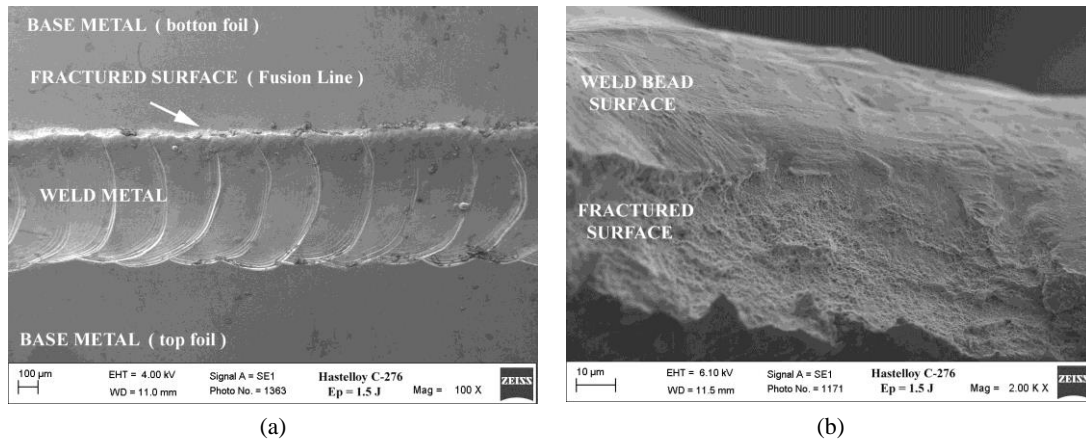 BASE METAL ( botton foil )
FRACTURED SURFACE ( Fusion Line )
WELD METAL
BASE METAL ( top foil )
100 µm
EHT = 4.00 kV
Signal A = SE1
Hastelloy C-276
WD = 11.0 mm
Photo No. = 1363
Ep = 1.5 J
Mag = 100 X
ZEISS
(a)
WELD BEAD
SURFACE
FRACTURED
SURFACE
10 µm
EHT = 6.10 kV
Signal A = SE1
Hastelloy C-276
WD = 11.5 mm
Photo No. = 1171
Ep = 1.5 J
Mag = 2.00 K X
ZEISS
(b)